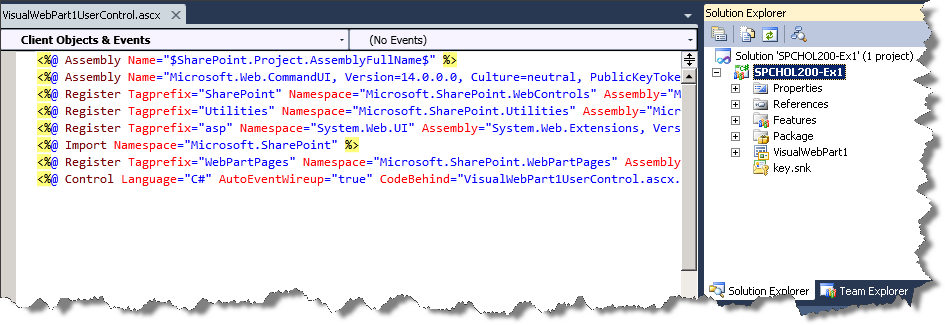 VisualWebPart1UserControl.ascx
Client Objects & Events
(No Events)
<%@ Assembly Name="$SharePoint.Project.AssemblyFullName$" %>
<%@ Assembly Name="Microsoft.Web.CommandUI, Version=14.0.0.0, Culture=neutral, PublicKeyToke
<%@ Register Tagprefix="SharePoint" Namespace="Microsoft.SharePoint.WebControls" Assembly="M
<%@ Register Tagprefix="Utilities" Namespace="Microsoft.SharePoint.Utilities" Assembly="Micr
<%@ Register Tagprefix="asp" Namespace="System.Web.UI" Assembly="System.Web.Extensions, Vers
<%@ Import Namespace="Microsoft.SharePoint" %>
<%@ Register Tagprefix="WebPartPages" Namespace="Microsoft.SharePoint.WebPartPages" Assembly
<%@ Control Language="C#" AutoEventWireup="true" CodeBehind="VisualWebPart1UserControl.ascx.
Solution Explorer
Solution 'SPCHOL200-Ex1' (1 project)
SPCHOL200-Ex1
Properties
References
Features
Package
VisualWebPart1
key.snk
Solution Explorer
Team Explorer